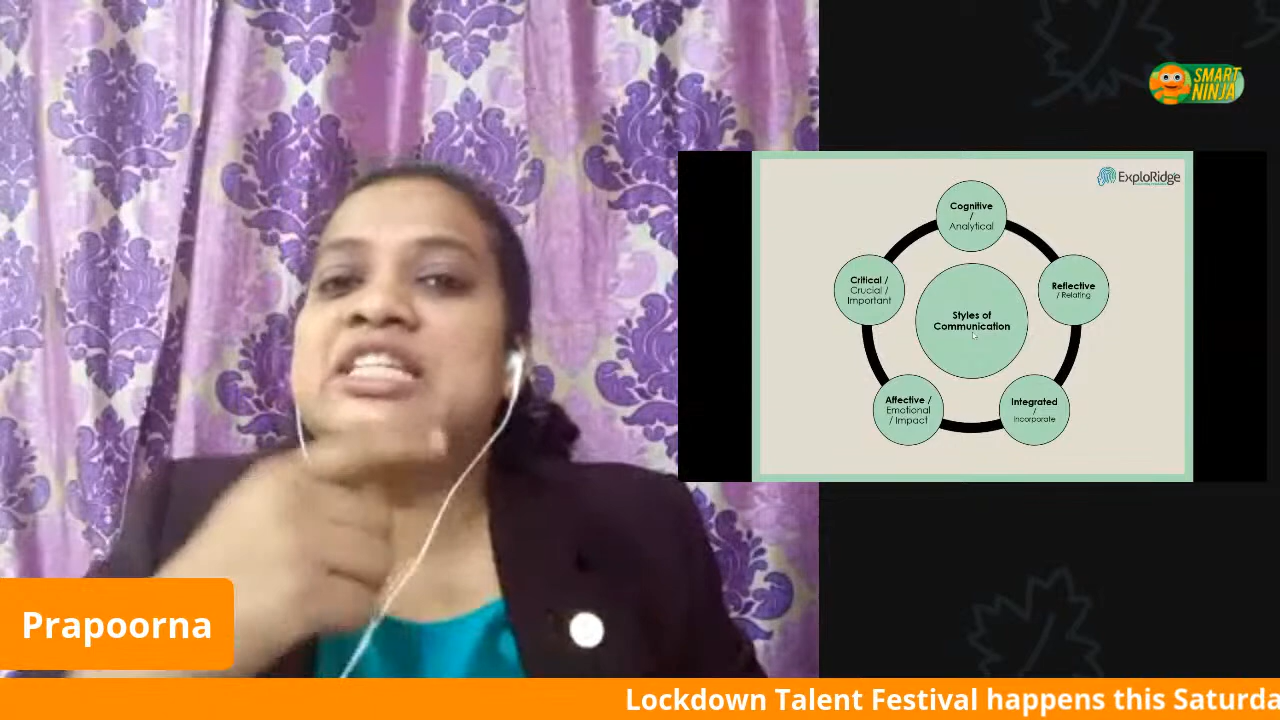 SMART
NINJA
ExploRidge
Cognitive
/
Analytical
Critical /
Crucial /
Important
Reflective
/ Relating
Styles of
Communication
Affective /
Emotional
/ Impact
Integrated
/
Incorporate
Prapoorna
Lockdown Talent Festival happens this Saturda